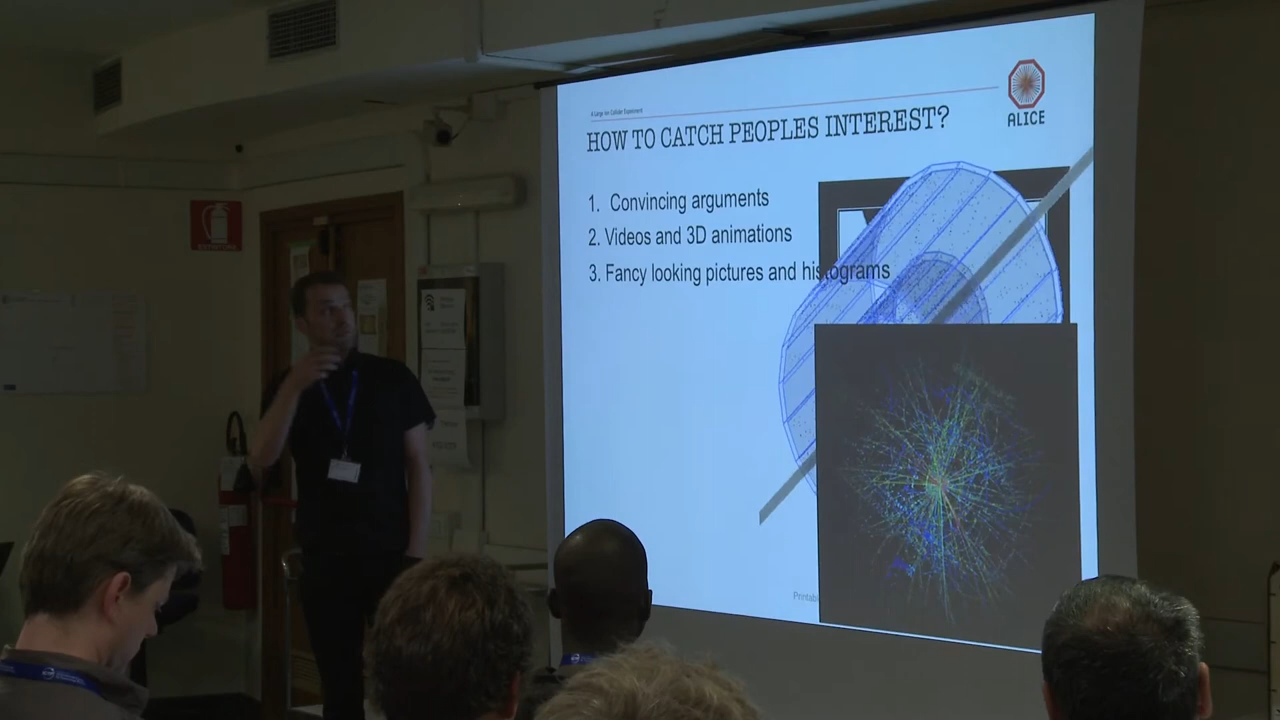 A Large Ion Collider Experiment
HOW TO CATCH PEOPLES INTEREST?
ALICE
1. Convincing arguments
2. Videos and 3D animations
3. Fancy looking pictures and histograms